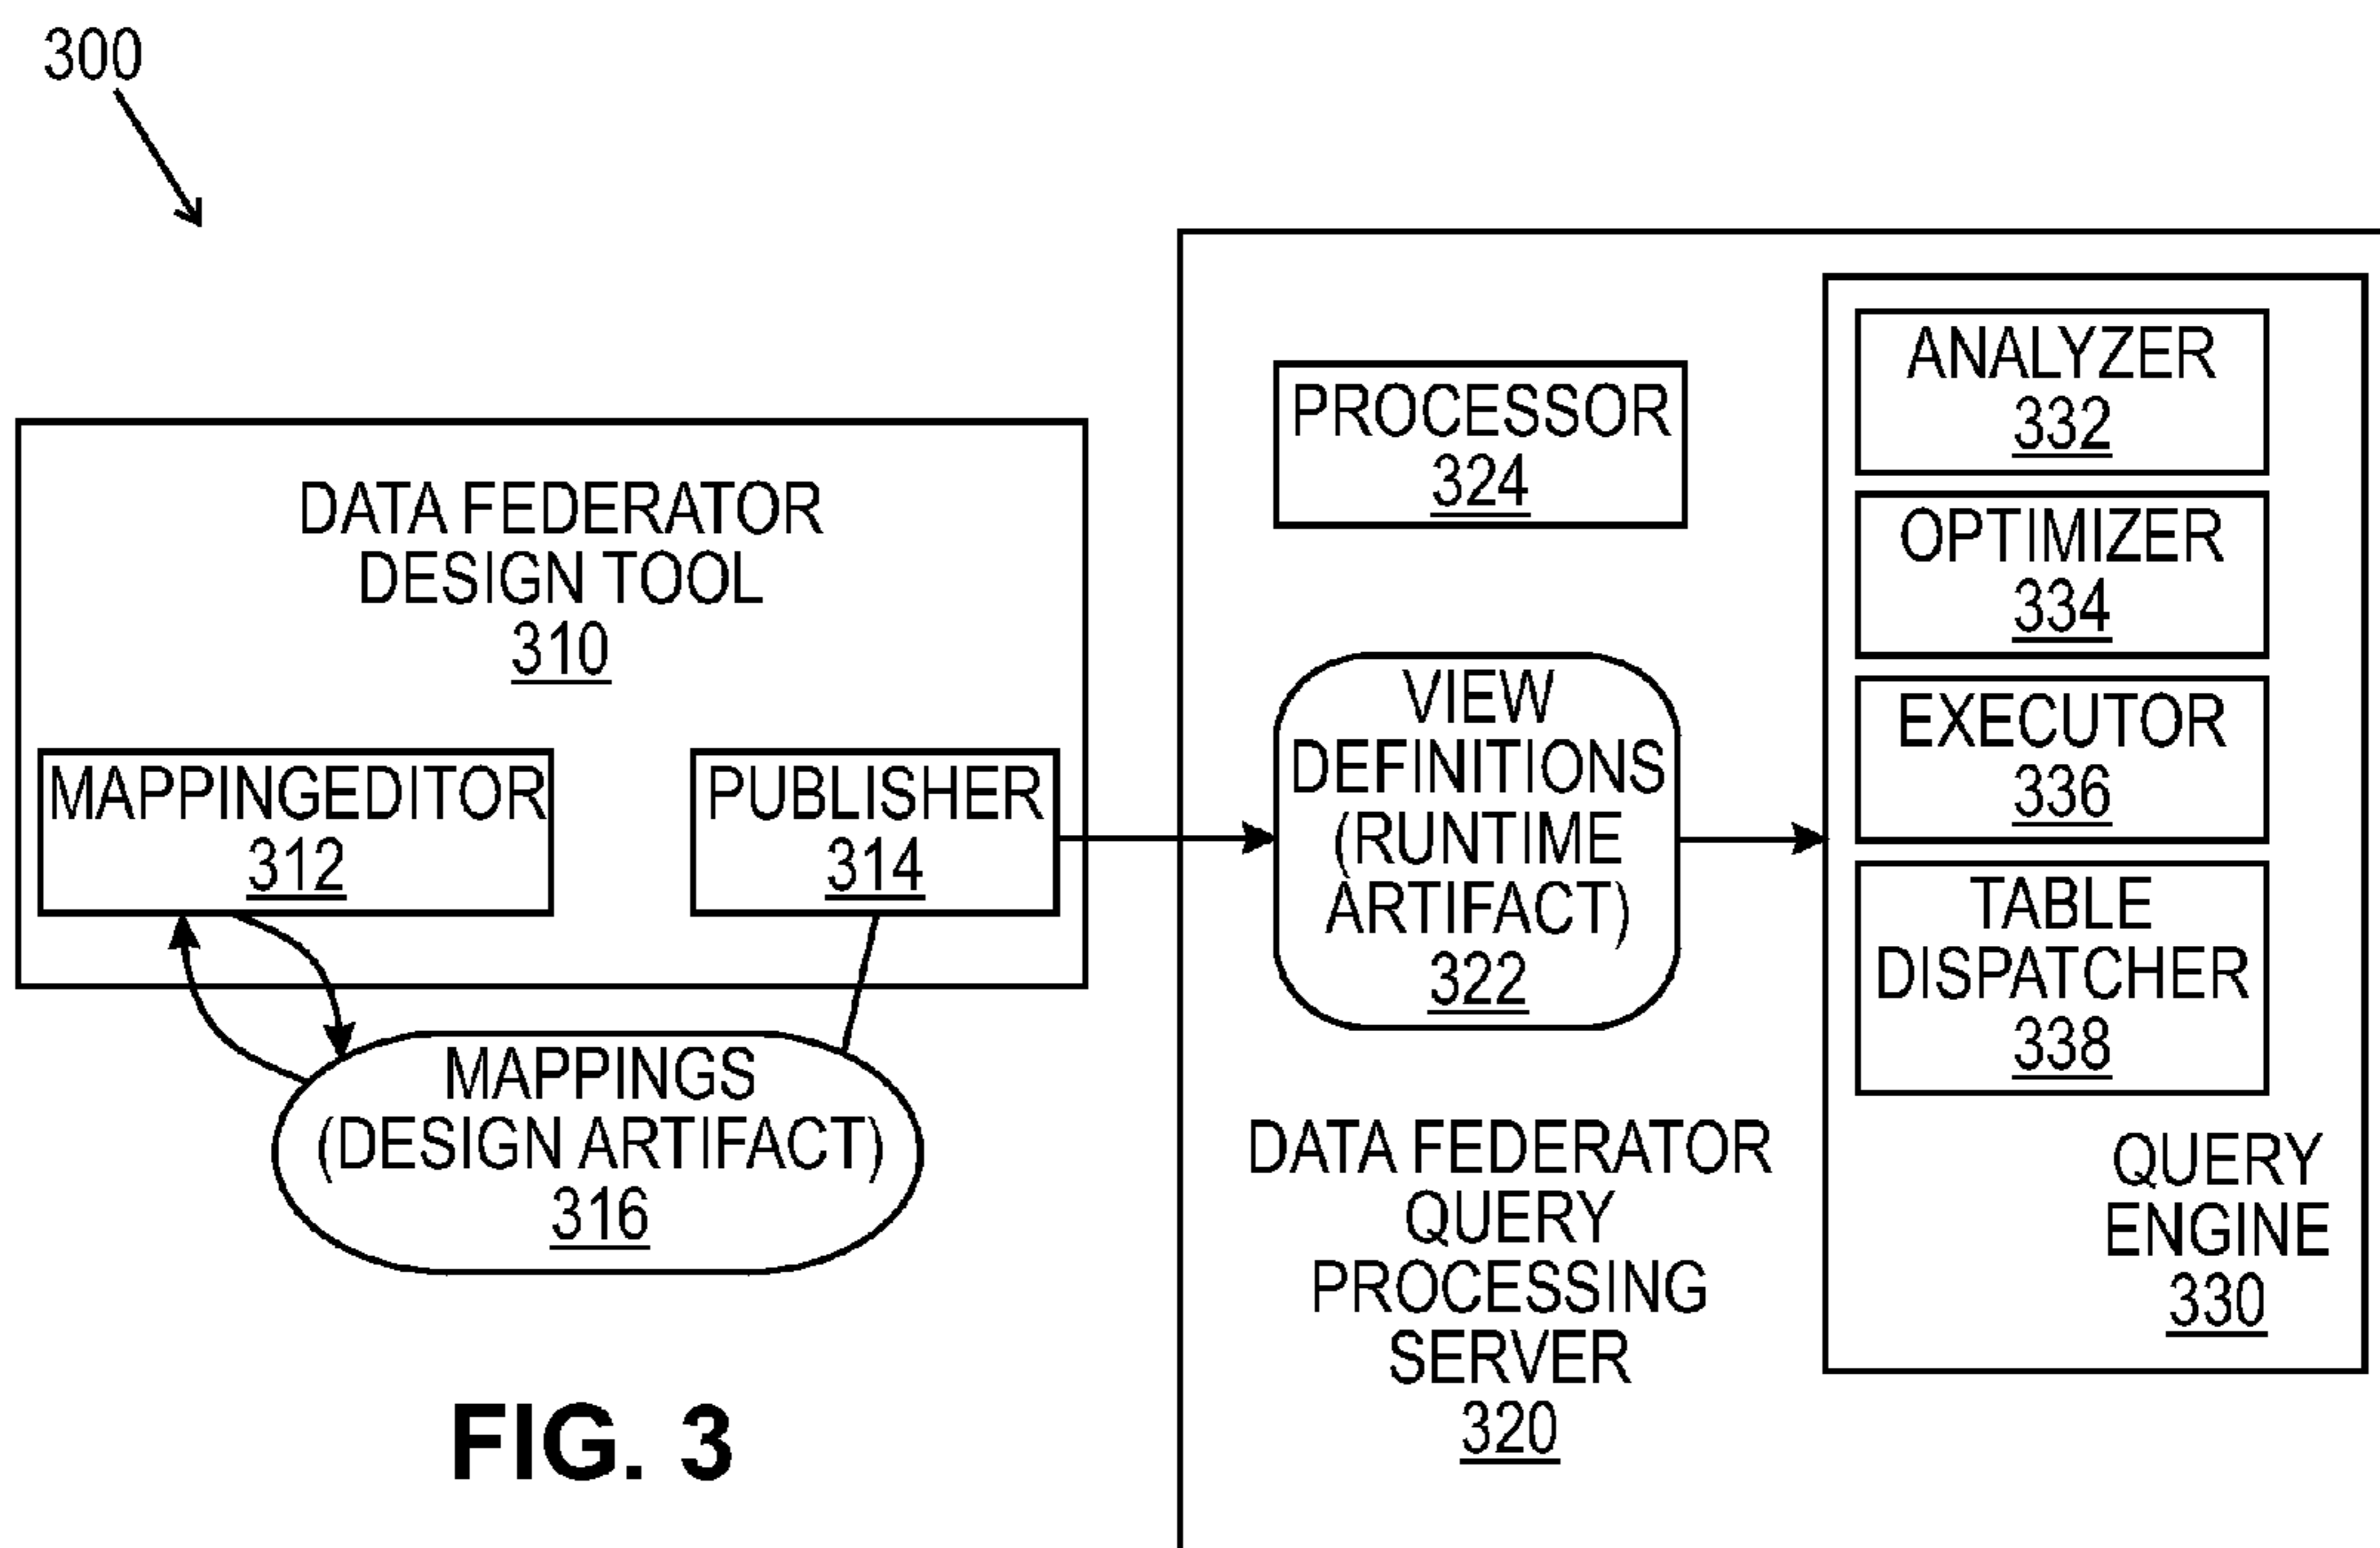 300
DATA FEDERATOR
DESIGN TOOL
310
MAPPINGEDITOR
312
PUBLISHER
314
MAPPINGS
(DESIGN ARTIFACT)
316
PROCESSOR
324
VIEW
DEFINITIONS
(RUNTIME
ARTIFACT)
322
DATA FEDERATOR
QUERY
PROCESSING
SERVER
320
ANALYZER
332
OPTIMIZER
334
EXECUTOR
336
TABLE
DISPATCHER
338
QUERY
ENGINE
330
FIG. 3